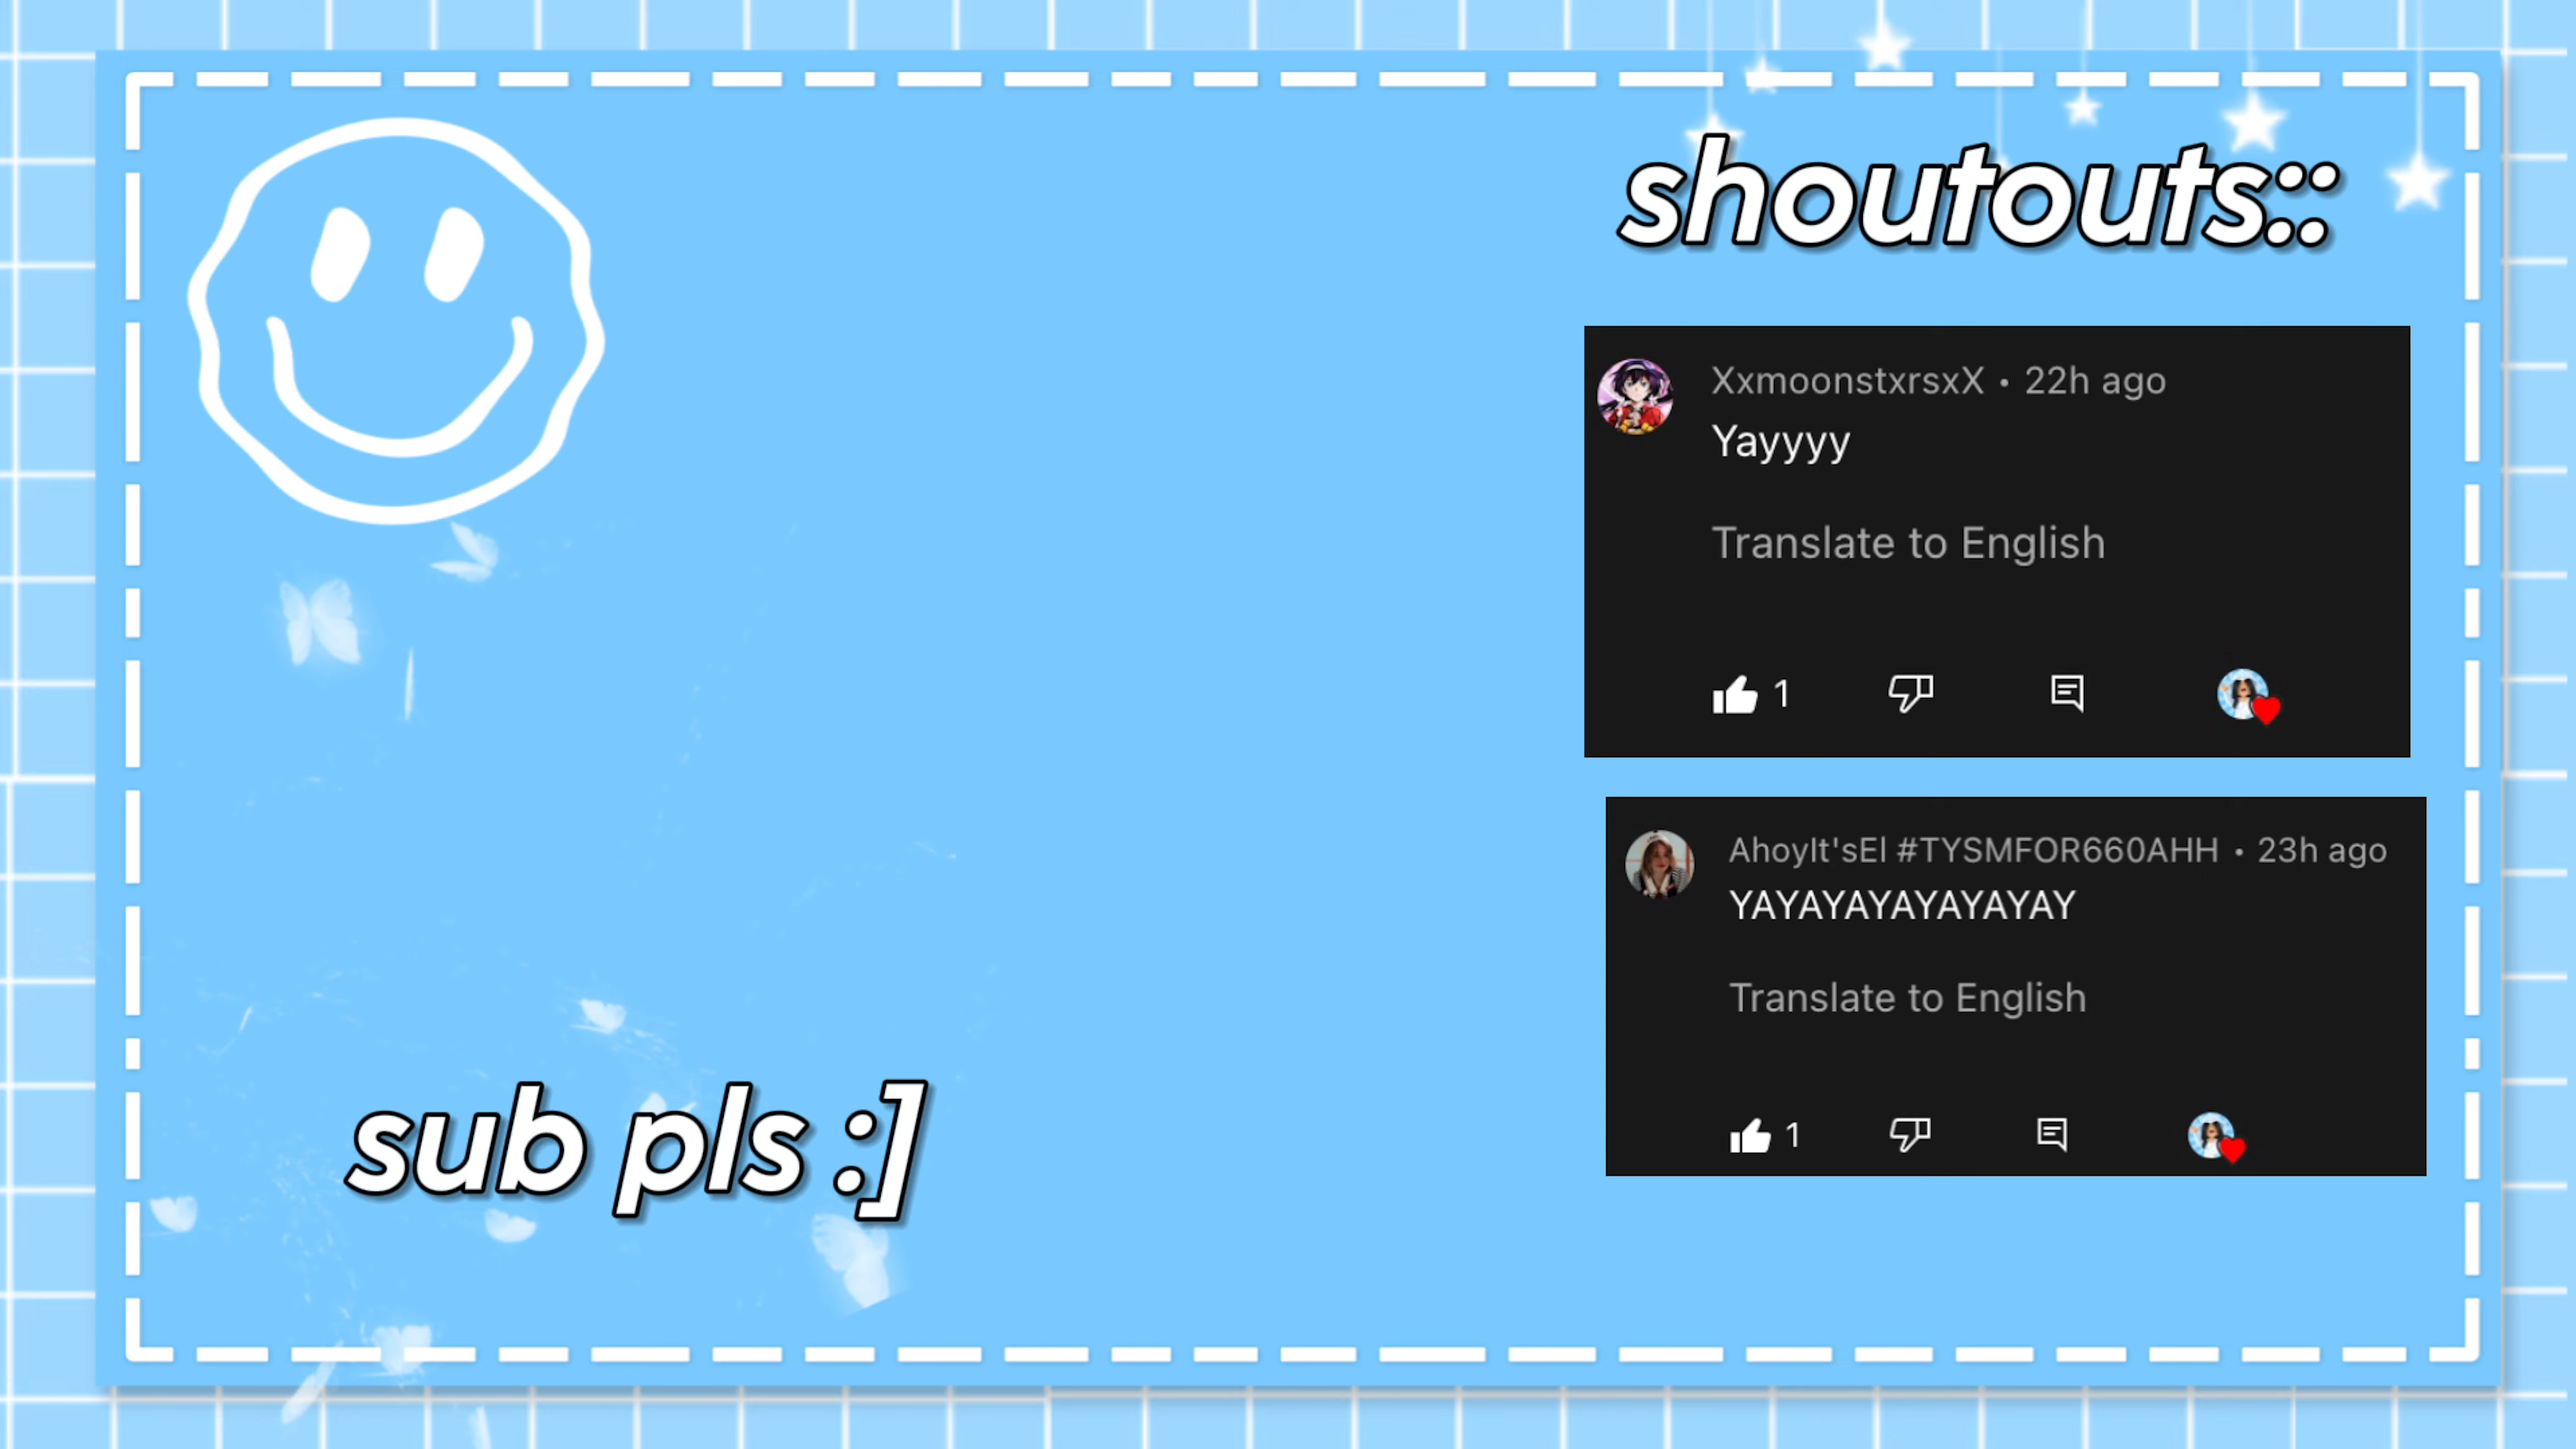 shoutouts::
XxmoonstxrsxX • 22h ago
Yayyyy
Translate to English
1
AhoyIt'sEl #TYSMFOR660AHH • 23h ago
YAYAYAYAYAYAYAY
Translate to English
1
sub pls :]